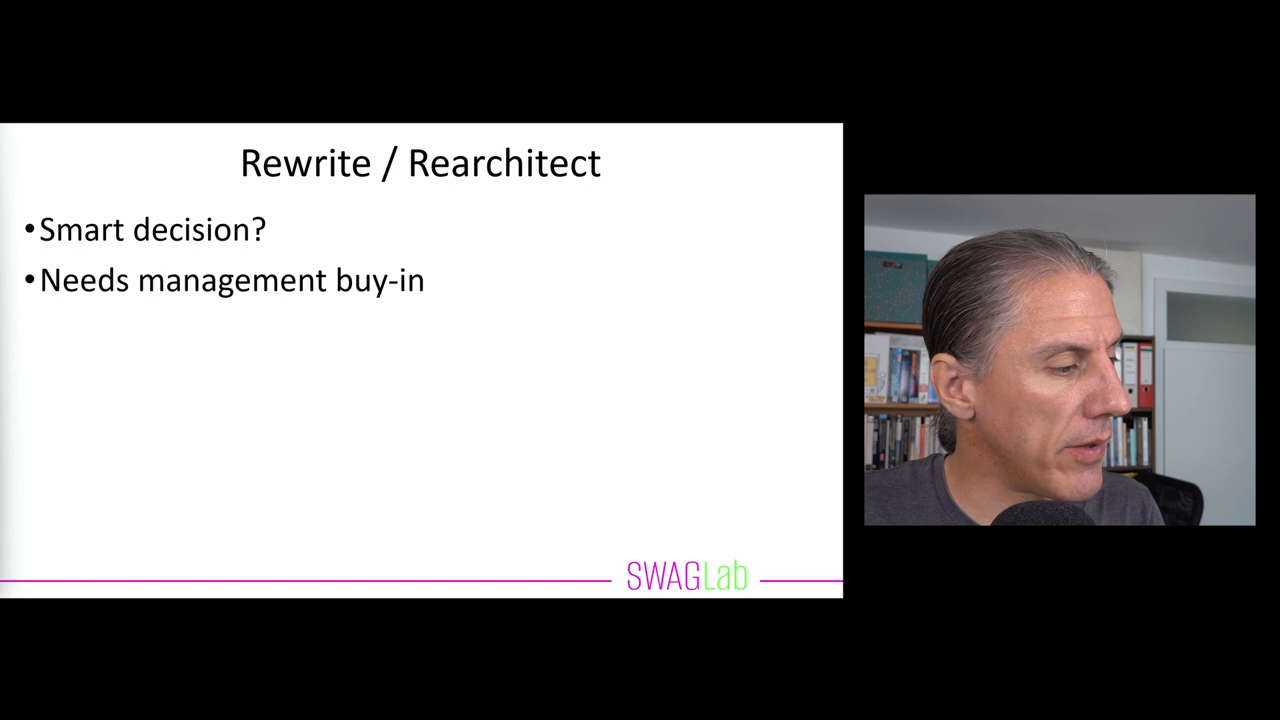 Rewrite / Rearchitect
•Smart decision?
•Needs management buy-in
SWAGLab